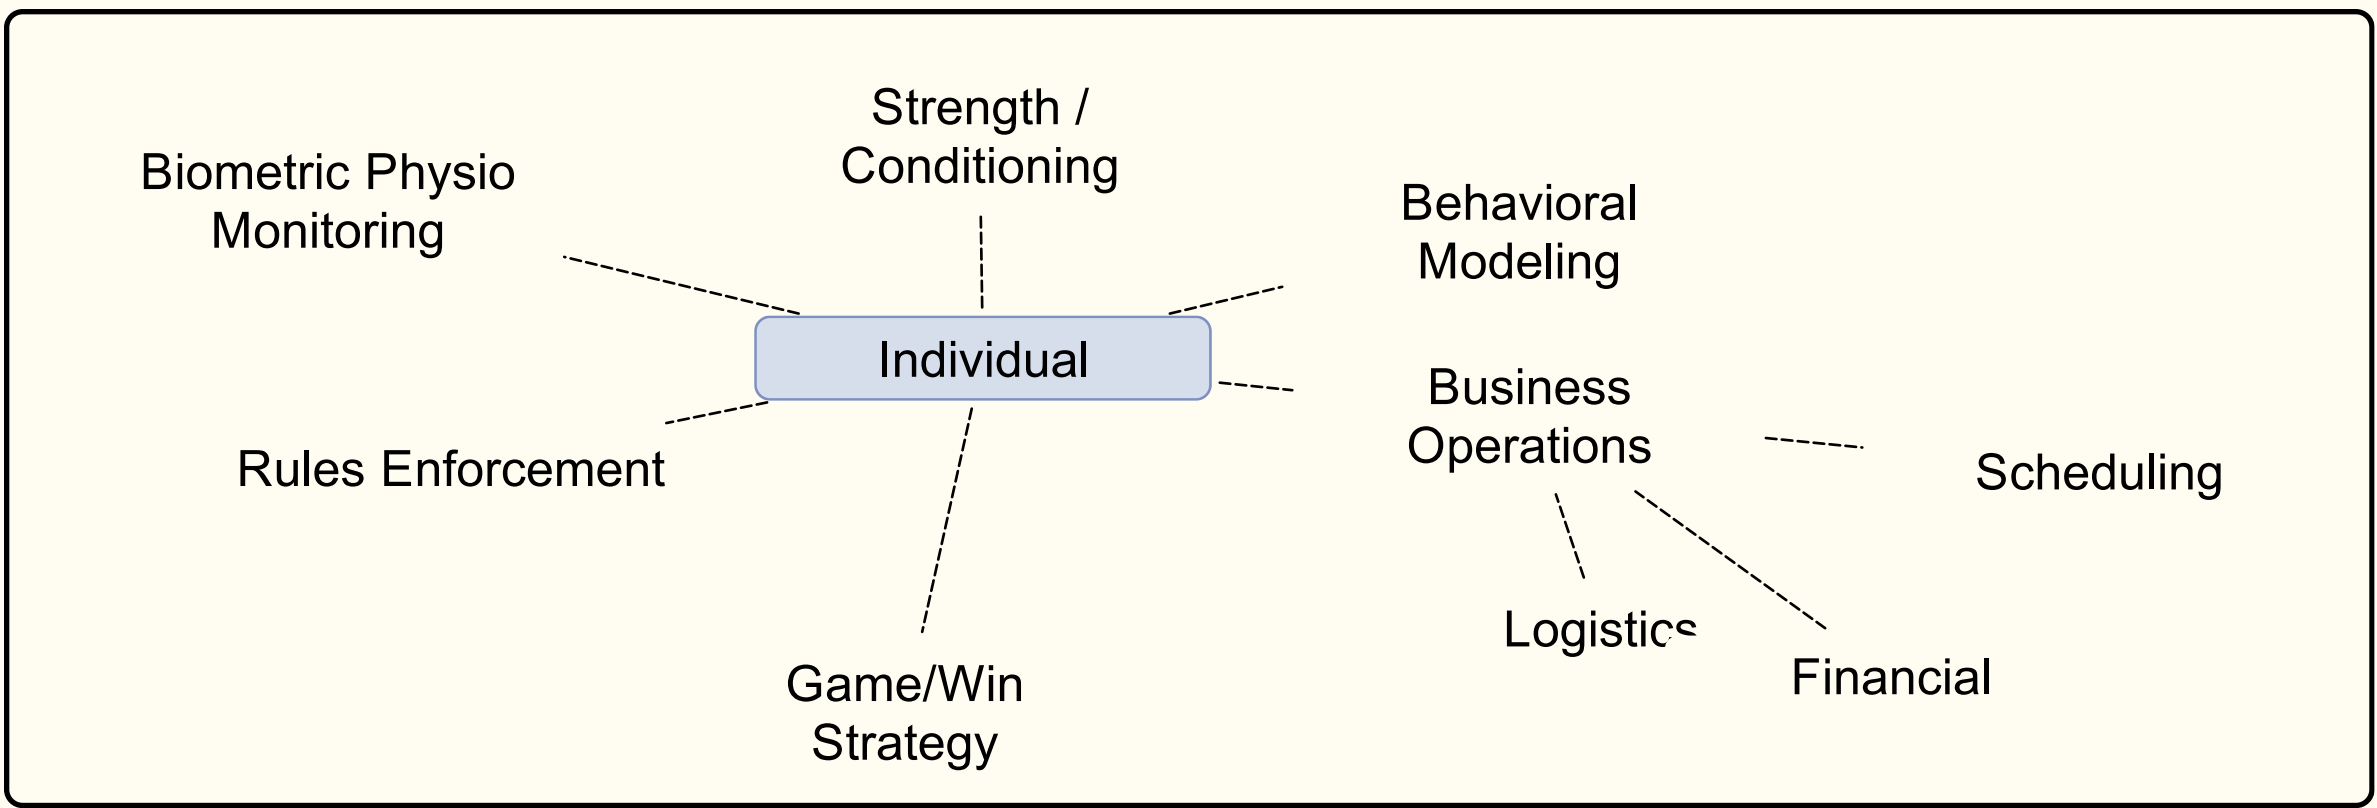 Strength /
Conditioning
Biometric Physio
Monitoring
Behavioral
Modeling
Individual
Business
Operations
Rules Enforcement
Scheduling
Logistics
Financial
Game/Win
Strategy